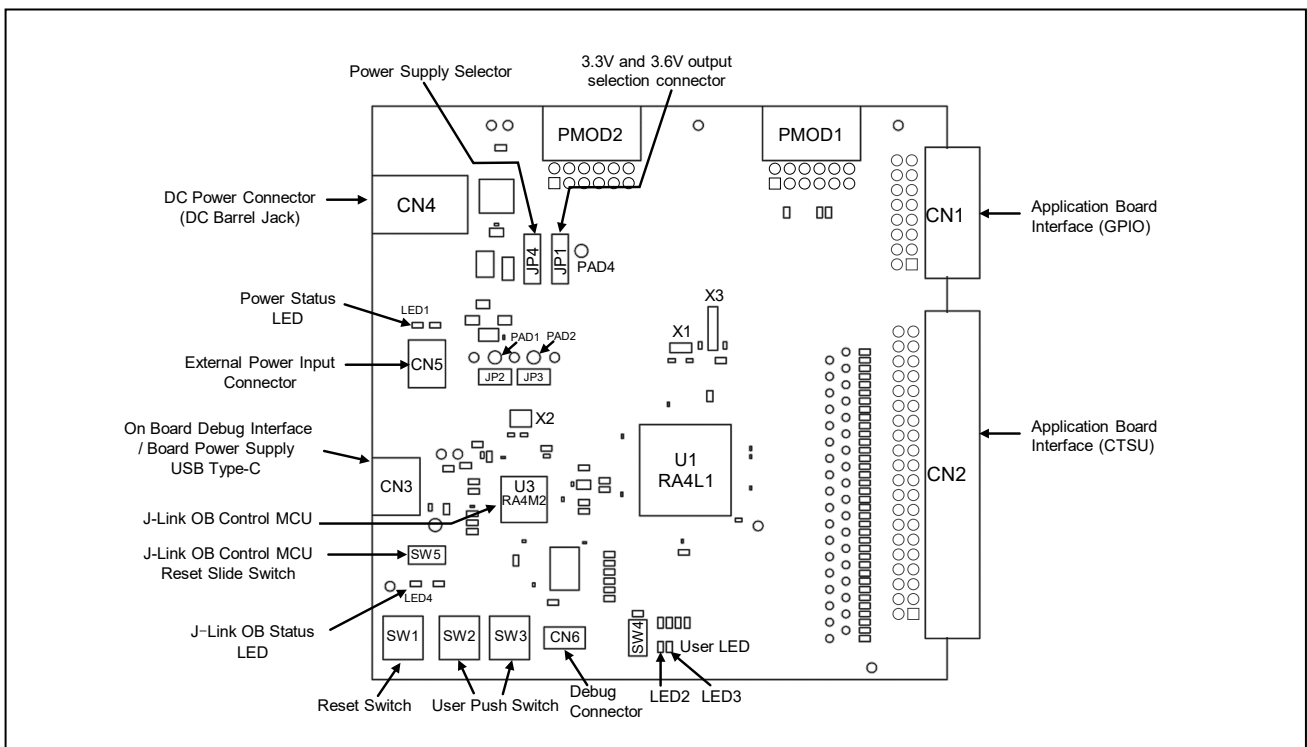 Power Supply Selector
3.3V and 3.6V output
selection connector
PMOD2
PMOD1
DC Power Connector
(DC Barrel Jack)
CN4
CN1
Application Board
Interface (GPIO)
JP4
JP1
PAD4
Power Status
LED
LED1
X3
X1
PAD1
PAD2
External Power Input
Connector
CN5
JP2
JP3
X2
On Board Debug Interface
/ Board Power Supply
USB Type-C
Application Board
Interface (CTSU)
CN3
U3
RA4M2
U1
RA4L1
CN2
J-Link OB Control MCU
J-Link OB Control MCU
Reset Slide Switch
SW5
LED4
J-Link OB Status
LED
SW1
SW2
SW3
CN6
SW4
User LED
Reset Switch
User Push Switch
Debug
Connector
LED2
LED3